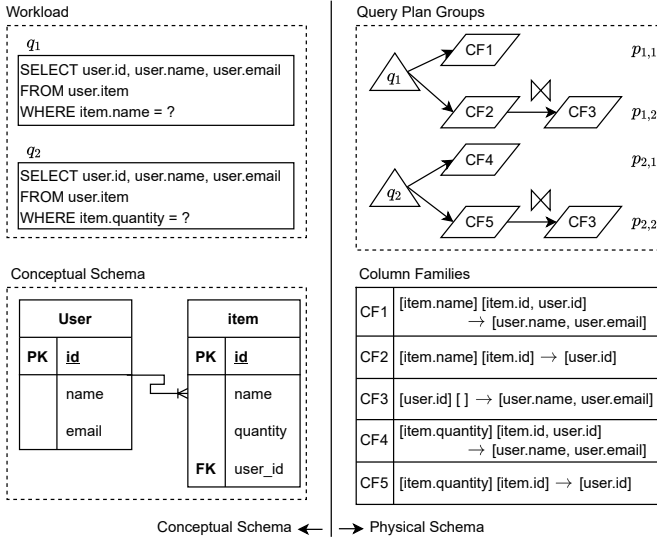 Workload
q1
SELECT user.id, user.name, user.email
FROM user.item
WHERE item.name = ?
q2
SELECT user.id, user.name, user.email
FROM user.item
WHERE item.quantity = ?
Conceptual Schema
User
PK id
name
email
item
PK id
name
quantity
FK user_id
Query Plan Groups
q1
CF1
p1,1
CF2 ⋈ CF3
p1,2
q2
CF4
p2,1
CF5 ⋈ CF3
p2,2
Column Families
CF1 [item.name] [item.id, user.id]
→ [user.name, user.email]
CF2 [item.name] [item.id] → [user.id]
CF3 [user.id] [ ] → [user.name, user.email]
CF4 [item.quantity] [item.id, user.id]
→ [user.name, user.email]
CF5 [item.quantity] [item.id] → [user.id]
Conceptual Schema
Physical Schema